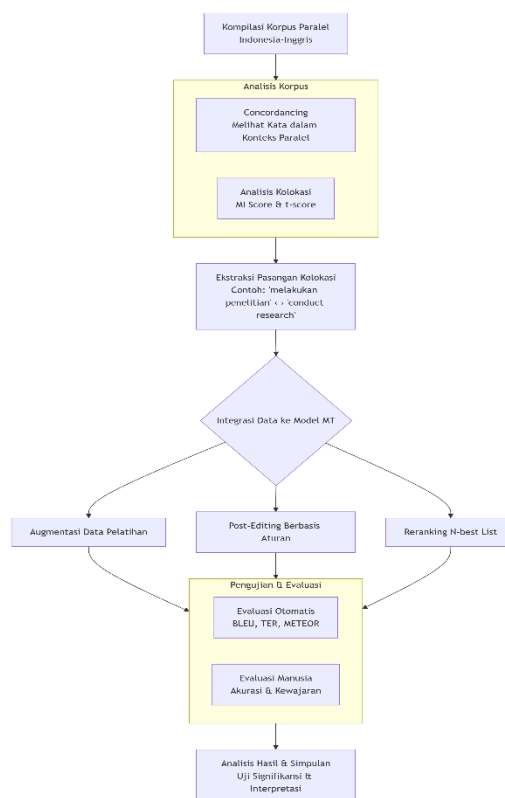 Kompilasi Korpus Paralel
Indonesia-Inggris
Analisis Korpus
Concordancing
Melihat Kata dalam
Konteks Paralel
Analisis Kolokasi
MI Score & t-score
Ekstraksi Pasangan Kolokasi
Contoh: 'melakukan
penelitian' ‹ › 'conduct
research'
Integrasi Data ke Model MT
Augmentasi Data Pelatihan
Post-Editing Berbasis
Aturan
Reranking N-best List
Pengujian & Evaluasi
Evaluasi Otomatis
BLEU, TER, METEOR
Evaluasi Manusia
Akurasi & Kewajaran
Analisis Hasil & Simpulan
Uji Signifikansi &
Interpretasi